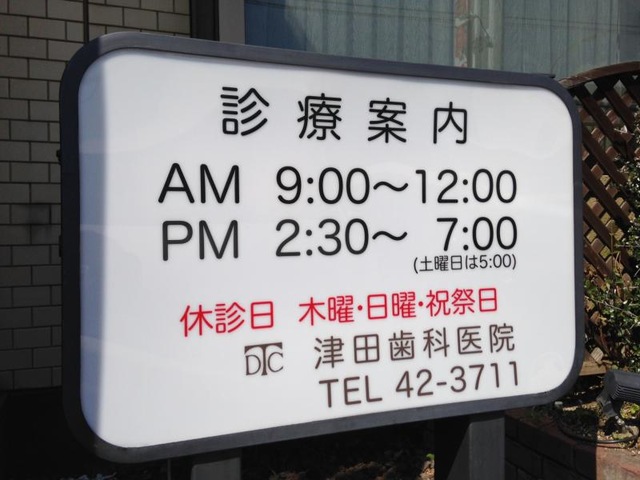 診療案内
AM 9:00〜12:00
PM 2:30〜 7:00
(土曜日は5:00)
休診日 木曜・日曜・祝祭日
DTC 津田歯科医院
TEL 42-3711